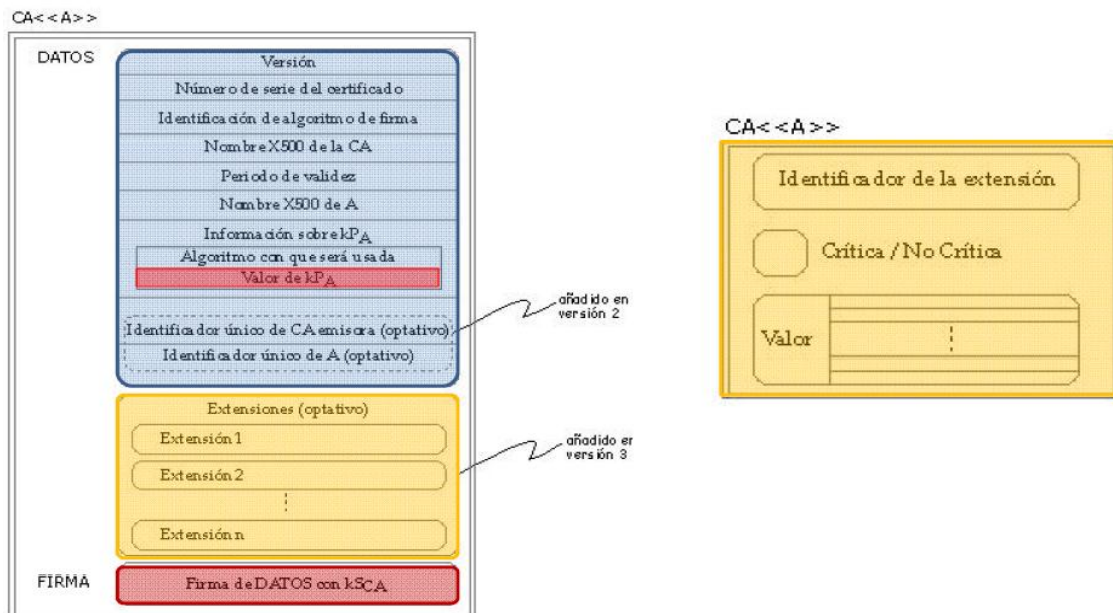 CA<<A>>
DATOS
Versión
Número de serie del certificado
Identificación de algoritmo de firma
Nombre X500 de la CA
Periodo de validez
Nombre X500 de A
Información sobre kPA
Algoritmo con que será usada
Valor de kPA
Identificador único de CA emisora (optativo)
Identificador único de A (optativo)
añadido en
versión 2
Extensiones (optativo)
Extensión 1
Extensión 2
Extensión n
añadido en
versión 3
FIRMA
Firma de DATOS con kSCA
CA<<A>>
Identificador de la extensión
Crítica / No Crítica
Valor